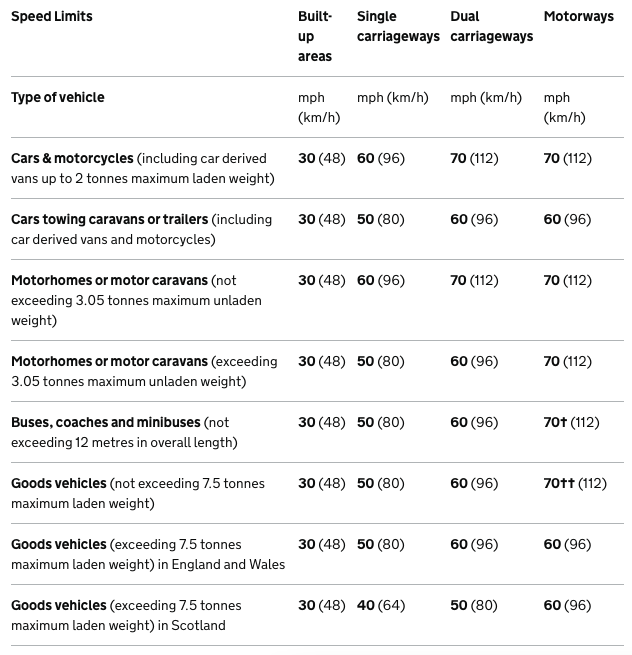 Speed Limits Built-up areas Single carriageways Dual carriageways Motorways
Type of vehicle mph (km/h) mph (km/h) mph (km/h) mph (km/h)
Cars & motorcycles (including car derived vans up to 2 tonnes maximum laden weight) 30 (48) 60 (96) 70 (112) 70 (112)
Cars towing caravans or trailers (including car derived vans and motorcycles) 30 (48) 50 (80) 60 (96) 60 (96)
Motorhomes or motor caravans (not exceeding 3.05 tonnes maximum unladen weight) 30 (48) 60 (96) 70 (112) 70 (112)
Motorhomes or motor caravans (exceeding 3.05 tonnes maximum unladen weight) 30 (48) 50 (80) 60 (96) 70 (112)
Buses, coaches and minibuses (not exceeding 12 metres in overall length) 30 (48) 50 (80) 60 (96) 70† (112)
Goods vehicles (not exceeding 7.5 tonnes maximum laden weight) 30 (48) 50 (80) 60 (96) 70†† (112)
Goods vehicles (exceeding 7.5 tonnes maximum laden weight) in England and Wales 30 (48) 50 (80) 60 (96) 60 (96)
Goods vehicles (exceeding 7.5 tonnes maximum laden weight) in Scotland 30 (48) 40 (64) 50 (80) 60 (96)